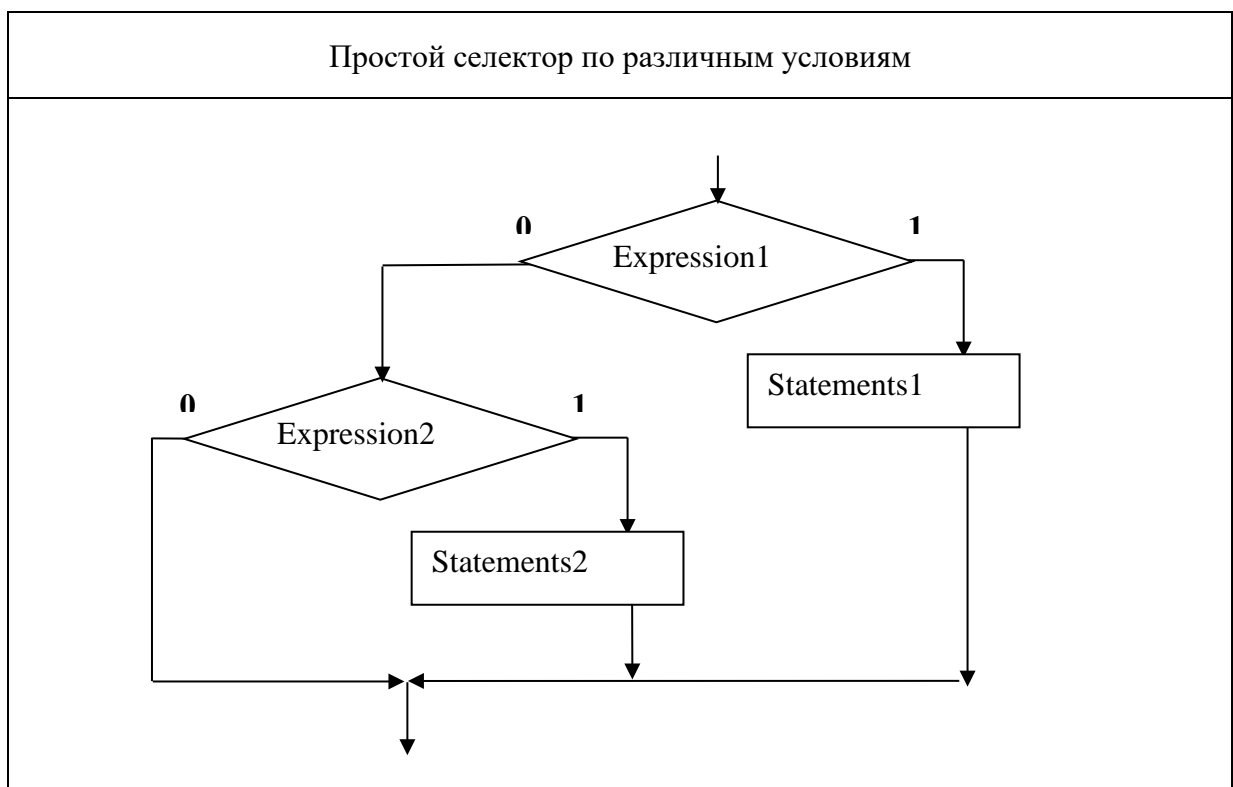 Простой селектор по различным условиям
0 1
Expression1
Statements1
0 1
Expression2
Statements2